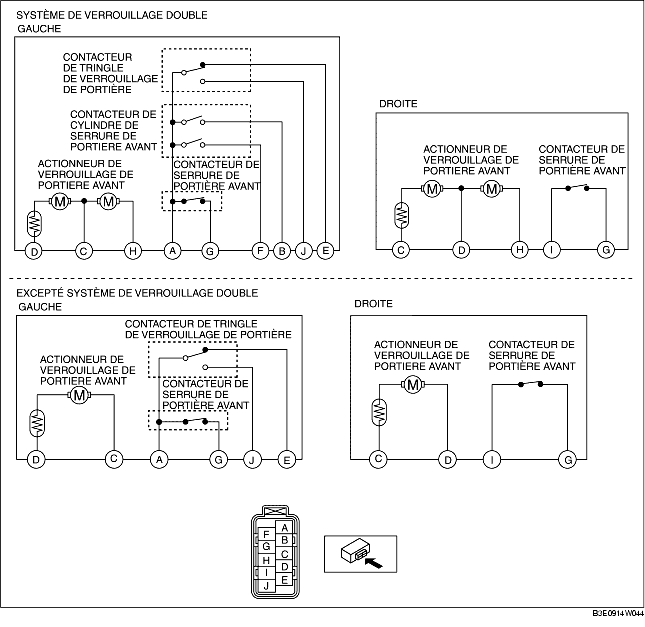 SYSTÈME DE VERROUILLAGE DOUBLE
GAUCHE
CONTACTEUR
DE TRINGLE
DE VERROUILLAGE
DE PORTIÈRE
CONTACTEUR DE
CYLINDRE DE
SERRURE DE
PORTIÈRE AVANT
CONTACTEUR DE
SERRURE DE
PORTIÈRE AVANT
ACTIONNEUR DE
VERROUILLAGE DE
PORTIERE AVANT
M M
D C H A G F B J E
DROITE
ACTIONNEUR DE
VERROUILLAGE DE
PORTIERE AVANT
CONTACTEUR DE
SERRURE DE
PORTIÈRE AVANT
M M
C D H I G
EXCEPTÉ SYSTÈME DE VERROUILLAGE DOUBLE
GAUCHE
CONTACTEUR DE TRINGLE
DE VERROUILLAGE DE PORTIÈRE
ACTIONNEUR DE
VERROUILLAGE DE
PORTIERE AVANT
CONTACTEUR DE
SERRURE DE
PORTIÈRE AVANT
M
D C A G J E
DROITE
ACTIONNEUR DE
VERROUILLAGE DE
PORTIERE AVANT
CONTACTEUR DE
SERRURE DE
PORTIÈRE AVANT
M
C D I G
A
F
B
G
C
H
D
I
E
J
B3E0914W044